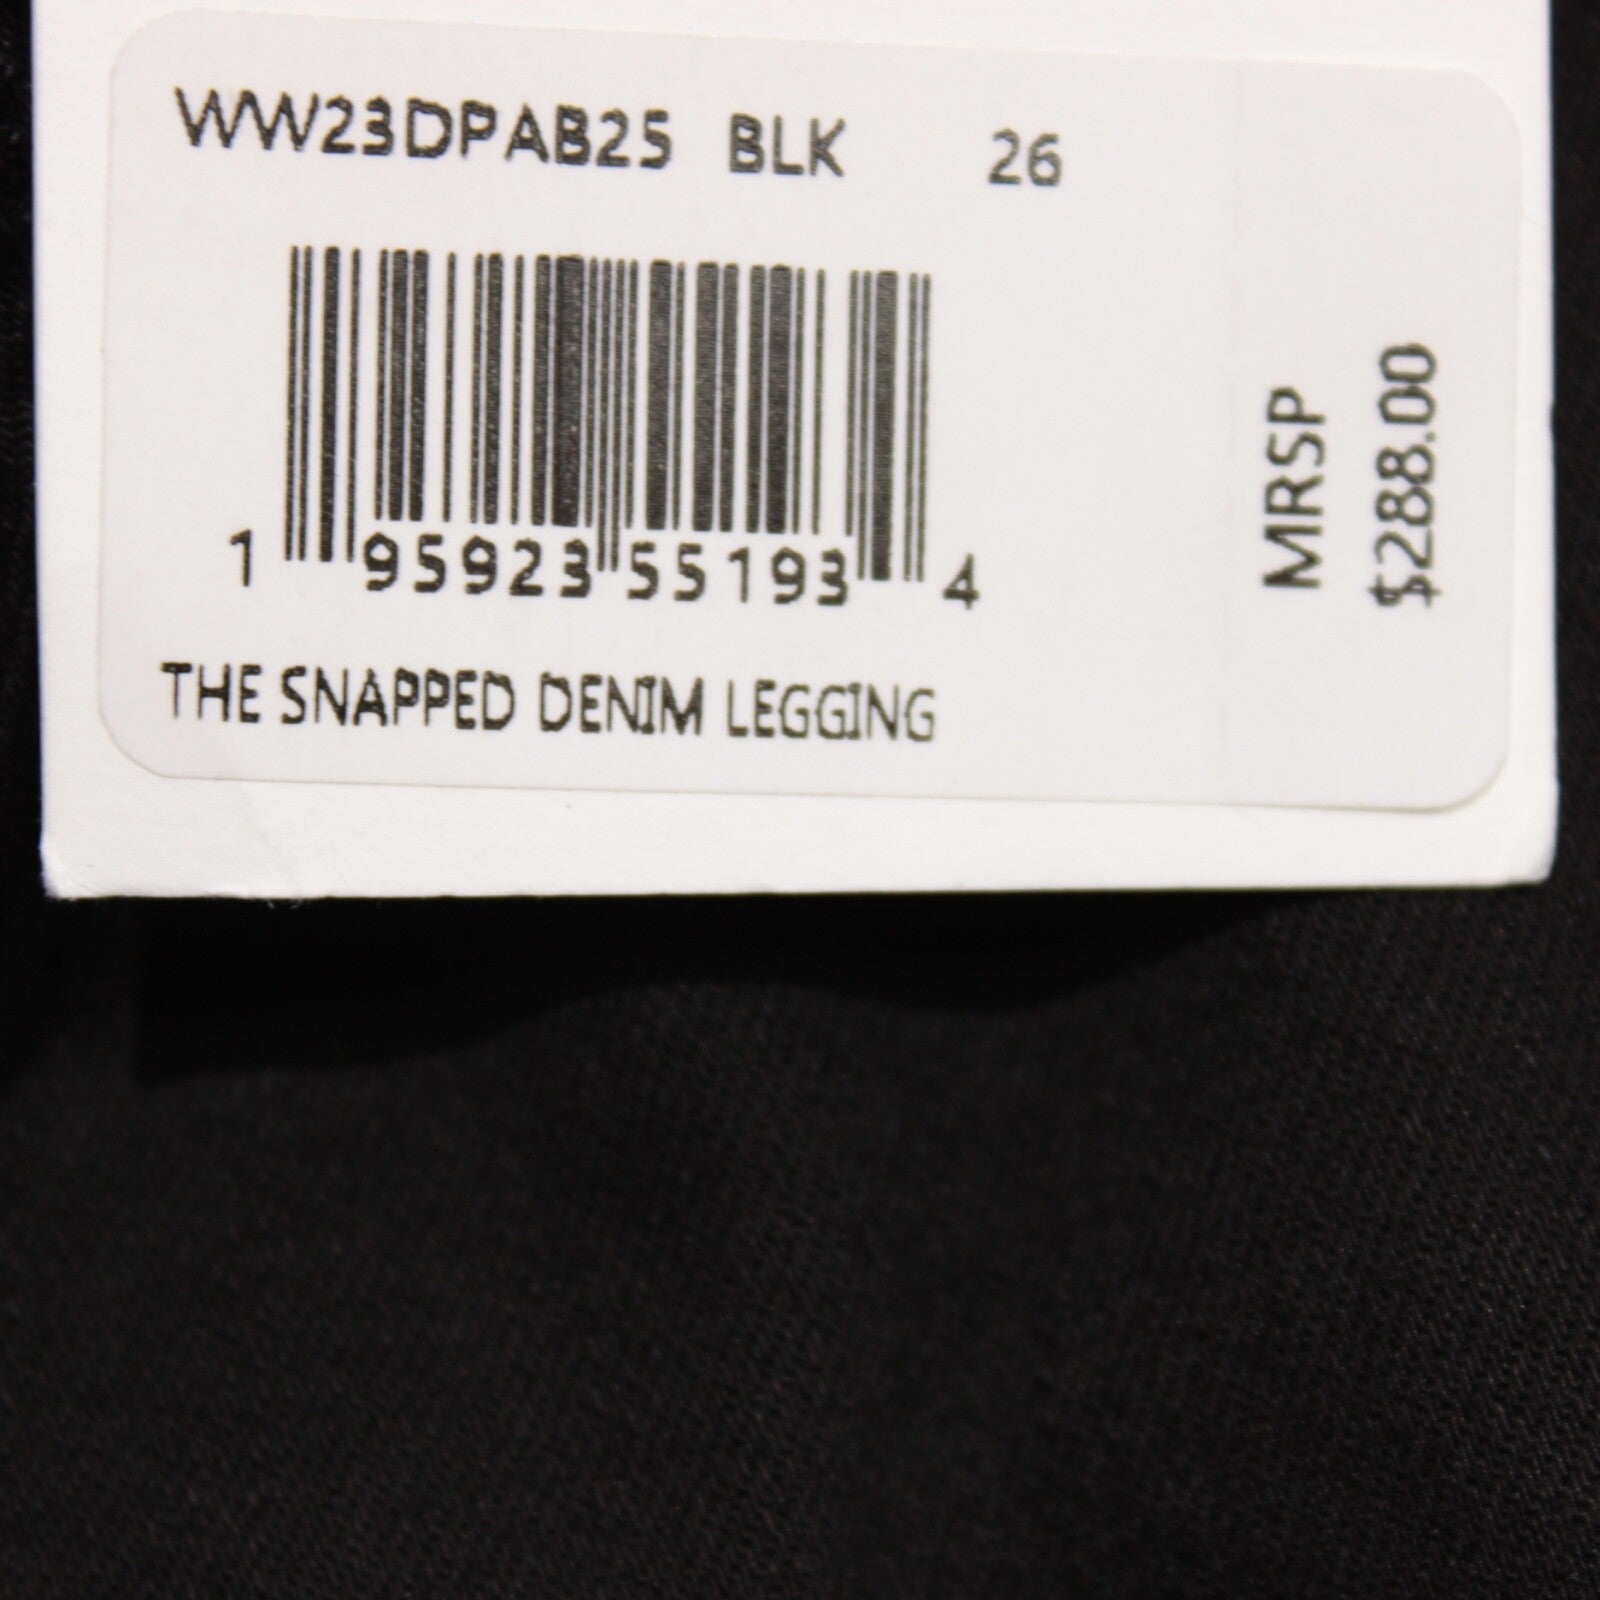 WW23DPAB25 BLK 26
1 95923 55193 4
THE SNAPPED DENIM LEGGING
MRSP
$288.00